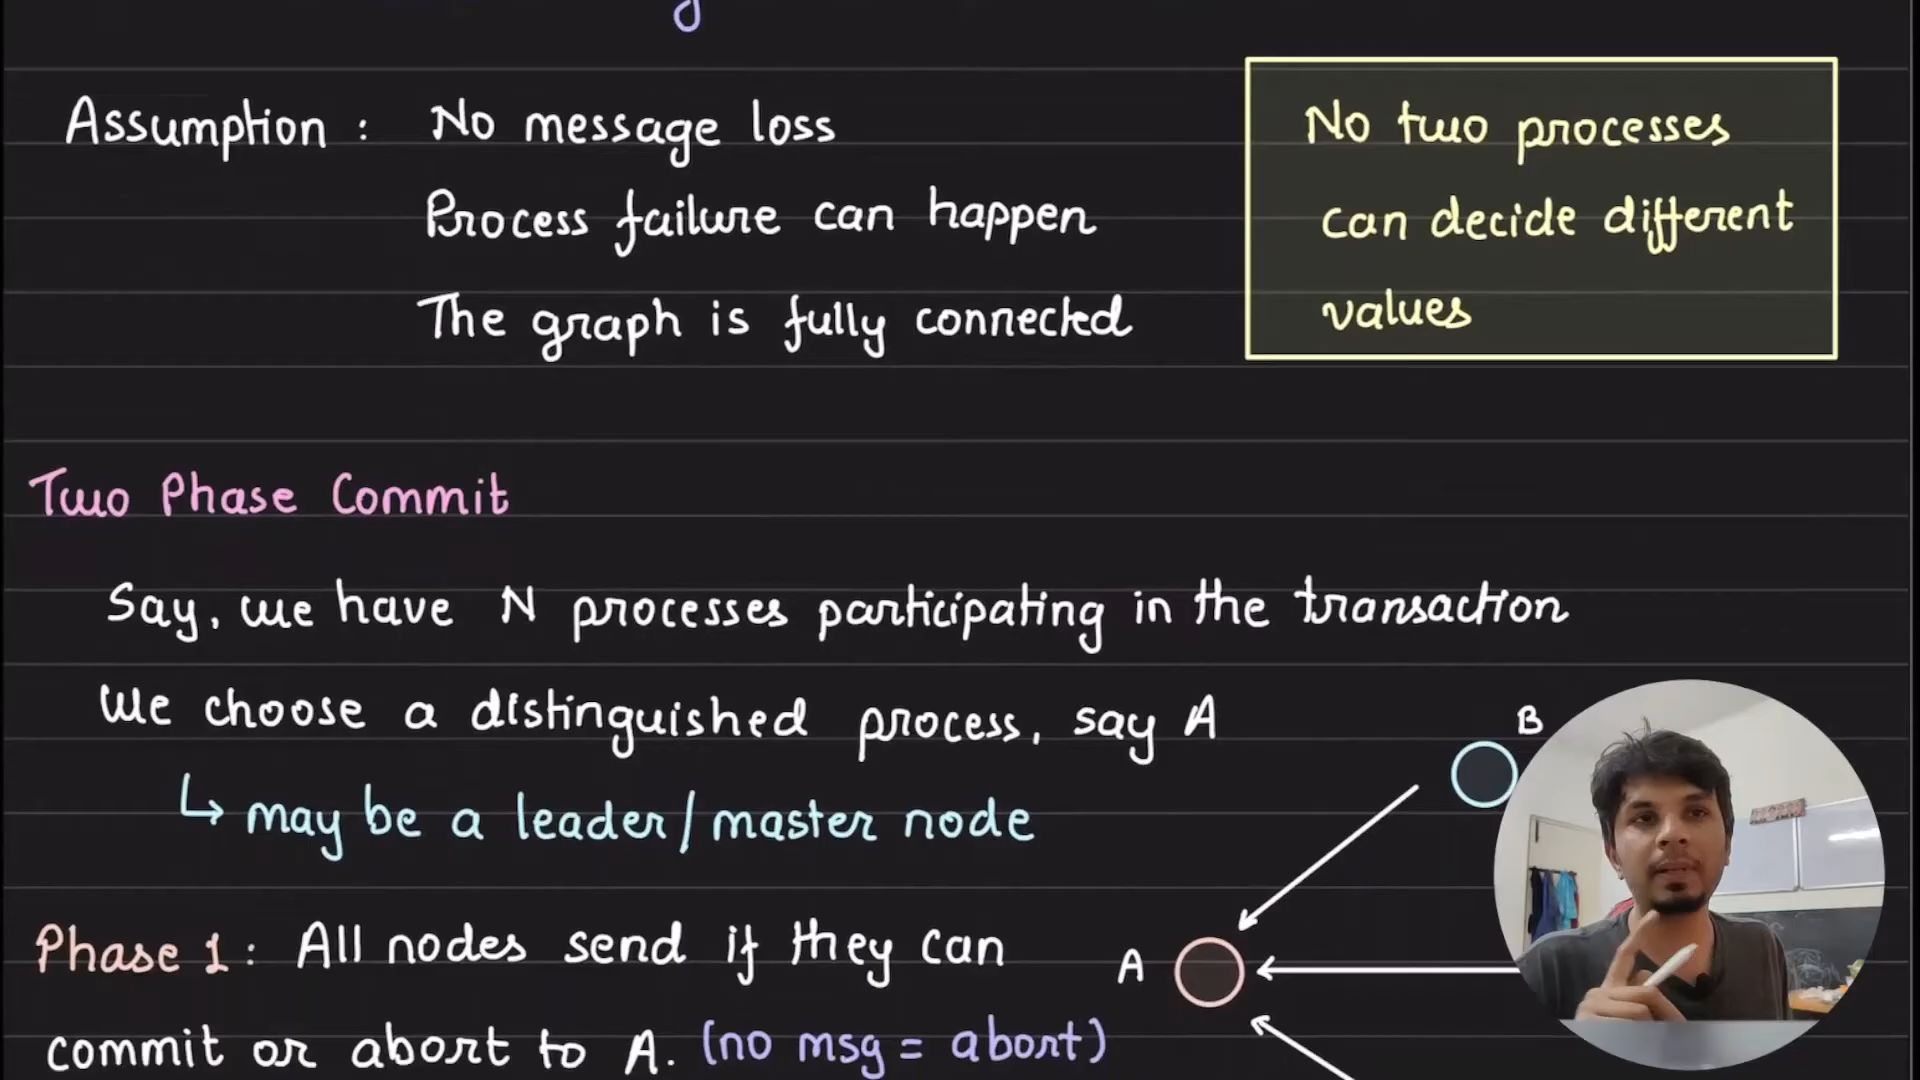 Assumption : No message loss
Process failure can happen
The graph is fully connected
No two processes
can decide different
values
Two Phase Commit
Say, we have N processes participating in the transaction
We choose a distinguished process, say A
↳ may be a leader/master node
B
Phase 1 : All nodes send if they can
commit or abort to A. (no msg = abort)
A